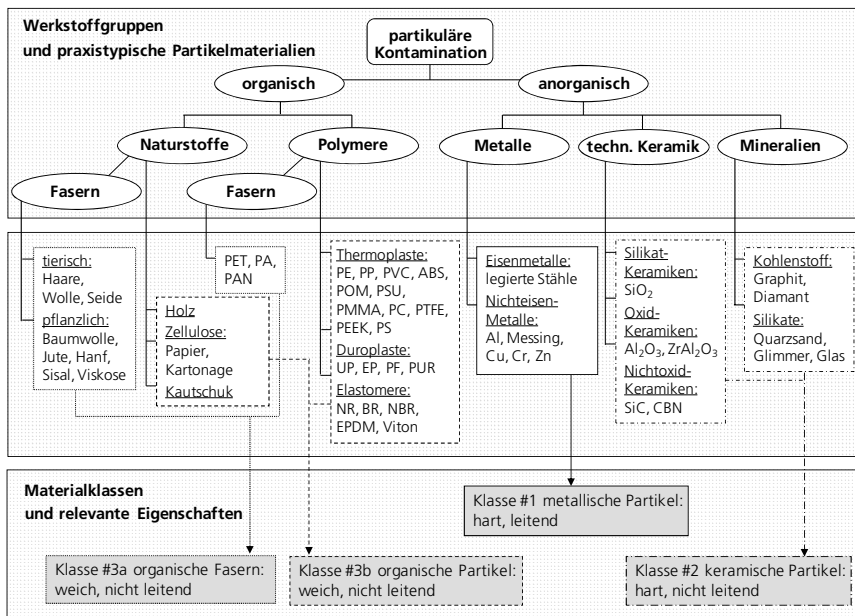 Werkstoffgruppen
und praxistypische Partikelmaterialien
partikuläre
Kontamination
organisch
anorganisch
Naturstoffe
Polymere
Metalle
techn. Keramik
Mineralien
Fasern
Fasern
tierisch:
Haare,
Wolle, Seide
pflanzlich:
Baumwolle,
Jute, Hanf,
Sisal, Viskose
Holz
Zellulose:
Papier,
Kartonage
Kautschuk
PET, PA,
PAN
Thermoplaste:
PE, PP, PVC, ABS,
POM, PSU,
PMMA, PC, PTFE,
PEEK, PS
Duroplaste:
UP, EP, PF, PUR
Elastomere:
NR, BR, NBR,
EPDM, Viton
Eisenmetalle:
legierte Stähle
Nichteisen-
Metalle:
Al, Messing,
Cu, Cr, Zn
Silikat-
Keramiken:
SiO₂
Oxid-
Keramiken:
Al₂O₃, ZrAl₂O₃
Nichtoxid-
Keramiken:
SiC, CBN
Kohlenstoff:
Graphit,
Diamant
Silikate:
Quarzsand,
Glimmer, Glas
Materialklassen
und relevante Eigenschaften
Klasse #1 metallische Partikel:
hart, leitend
Klasse #3a organische Fasern:
weich, nicht leitend
Klasse #3b organische Partikel:
weich, nicht leitend
Klasse #2 keramische Partikel:
hart, nicht leitend